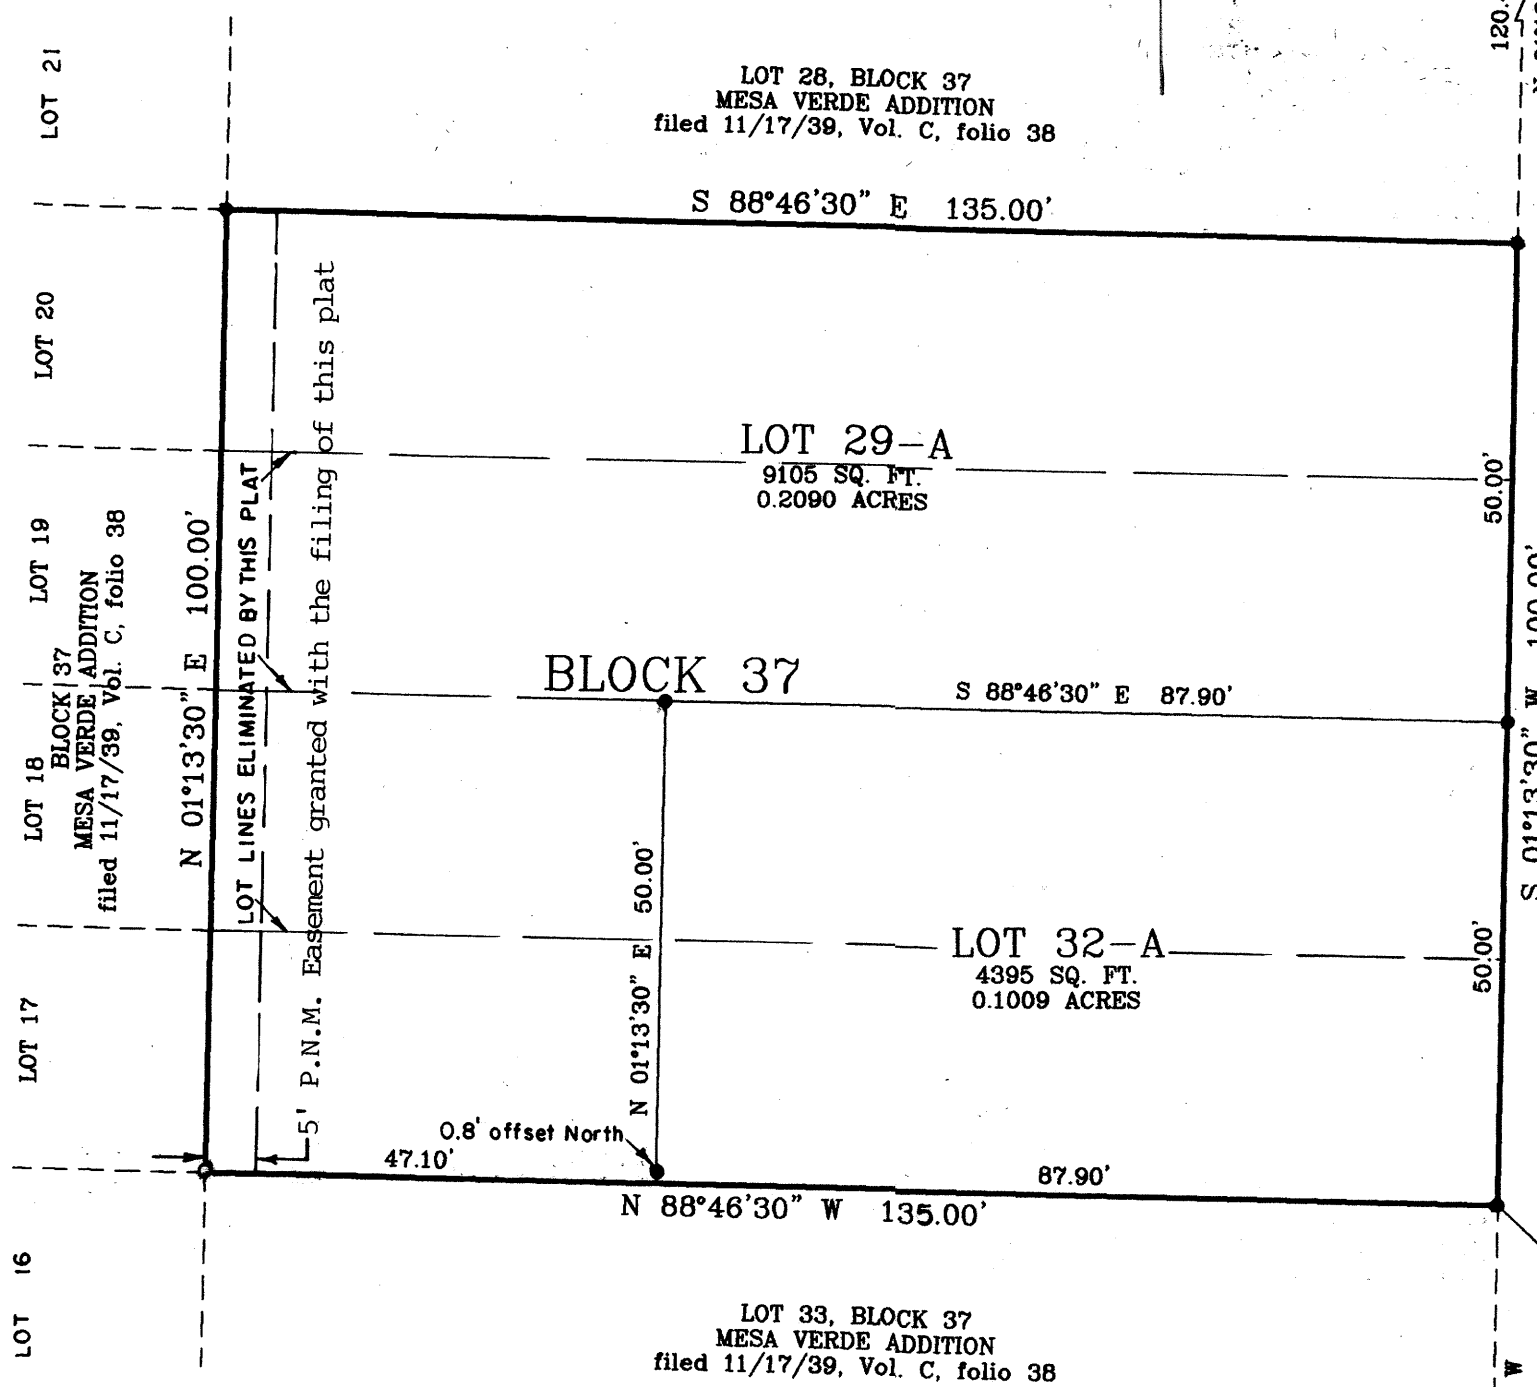 LOT 21
LOT 28, BLOCK 37
MESA VERDE ADDITION
filed 11/17/39, Vol. C, folio 38
S 88°46'30" E 135.00'
LOT 20
LOT 19
LOT 18
LOT 17
LOT 16
BLOCK 37
MESA VERDE ADDITION
filed 11/17/39, Vol. C, folio 38
N 01°13'30" E 100.00'
LOT LINES ELIMINATED BY THIS PLAT
5' P.N.M. Easement granted with the filing of this plat
LOT 29-A
9105 SQ. FT.
0.2090 ACRES
50.00'
S 01°13'30" W 100.00'
BLOCK 37
S 88°46'30" E 87.90'
N 01°13'30" E 50.00'
LOT 32-A
4395 SQ. FT.
0.1009 ACRES
50.00'
0.8' offset North
47.10'
87.90'
N 88°46'30" W 135.00'
LOT 33, BLOCK 37
MESA VERDE ADDITION
filed 11/17/39, Vol. C, folio 38
W